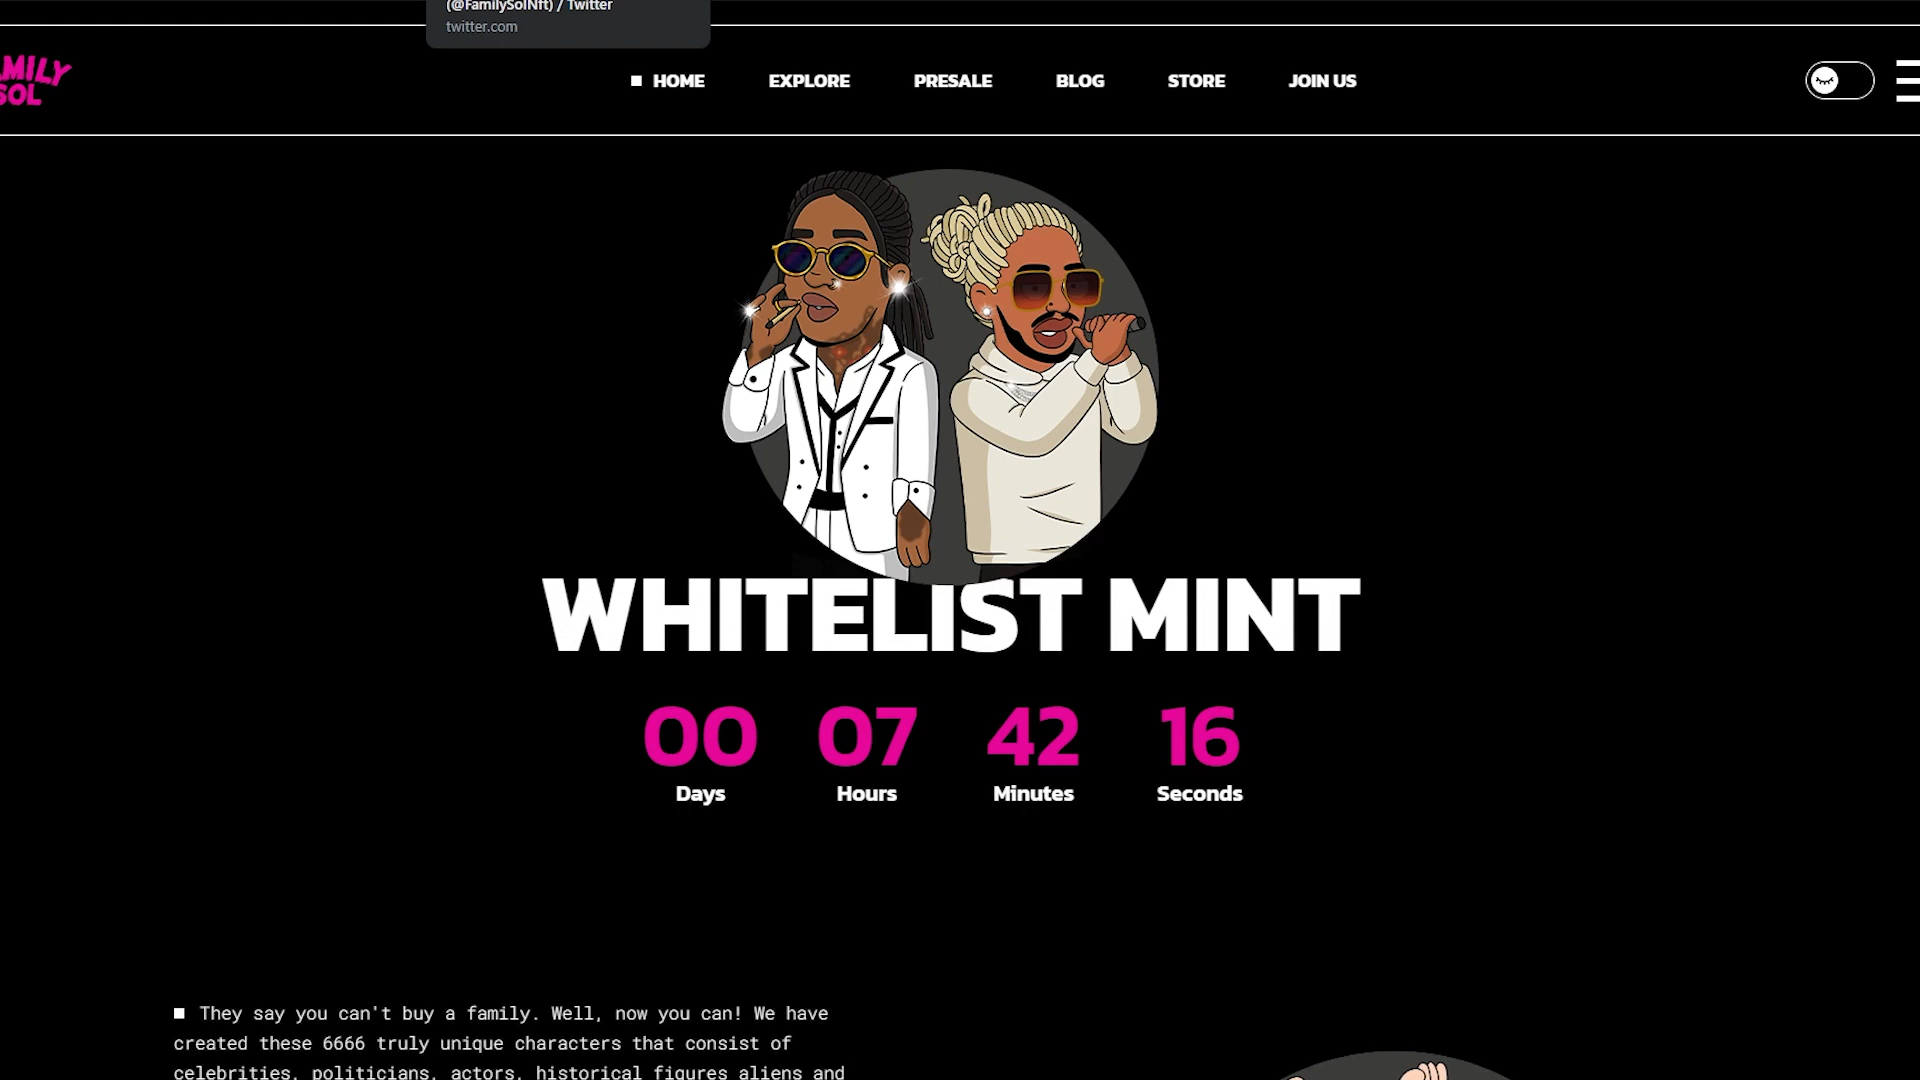 (@FamilySolNft) / Twitter
twitter.com
AMILY
SOL
HOME EXPLORE PRESALE BLOG STORE JOIN US
WHITELIST MINT
00 07 42 16
Days Hours Minutes Seconds
They say you can't buy a family. Well, now you can! We have
created these 6666 truly unique characters that consist of
celebrities, politicians, actors, historical figures aliens and